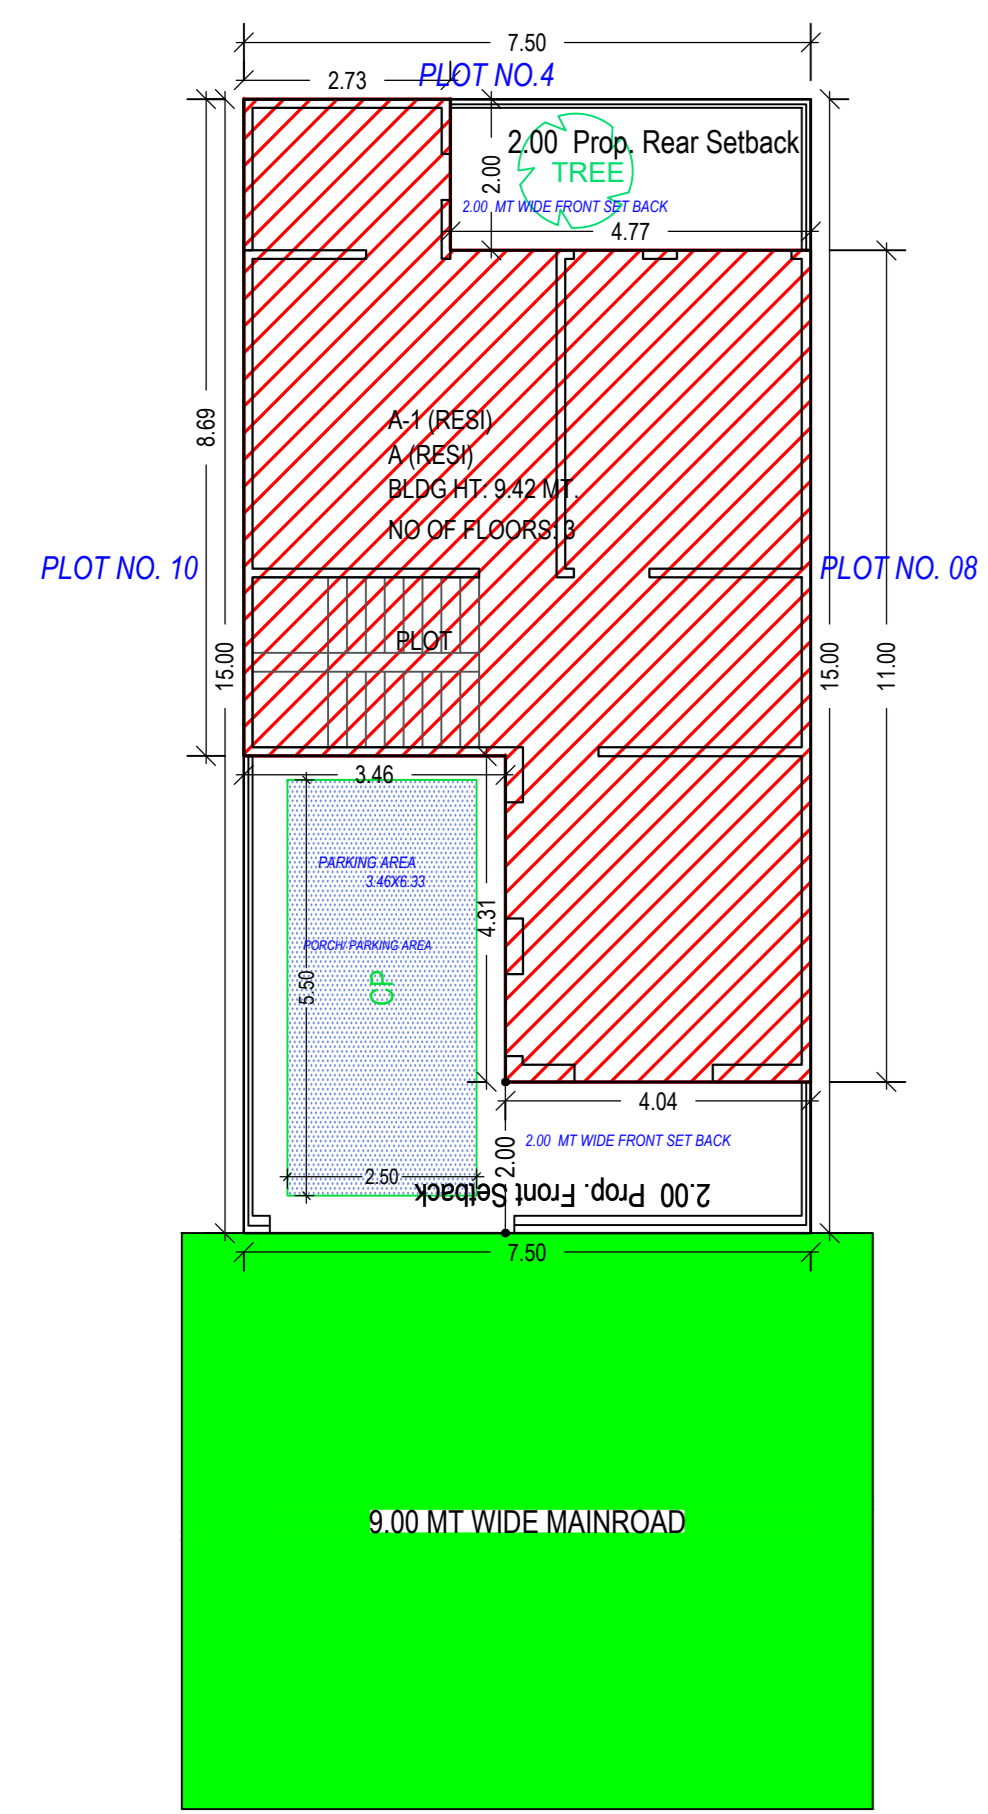 7.50
2.73
PLOT NO.4
2.00 Prop. Rear Setback
TREE
2.00
2.00 MT WIDE FRONT SET BACK
4.77
8.69
A-1 (RESI)
A (RESI)
BLDG HT. 9.42 MT.
NO OF FLOORS: 3
PLOT NO. 10
PLOT NO. 08
PLOT
15.00
15.00
11.00
3.46
PARKING AREA
3.46X6.33
4.31
PORCH/ PARKING AREA
CP
5.50
4.04
2.00
2.00 MT WIDE FRONT SET BACK
2.50
2.00 Prop. Front Setback
7.50
9.00 MT WIDE MAINROAD